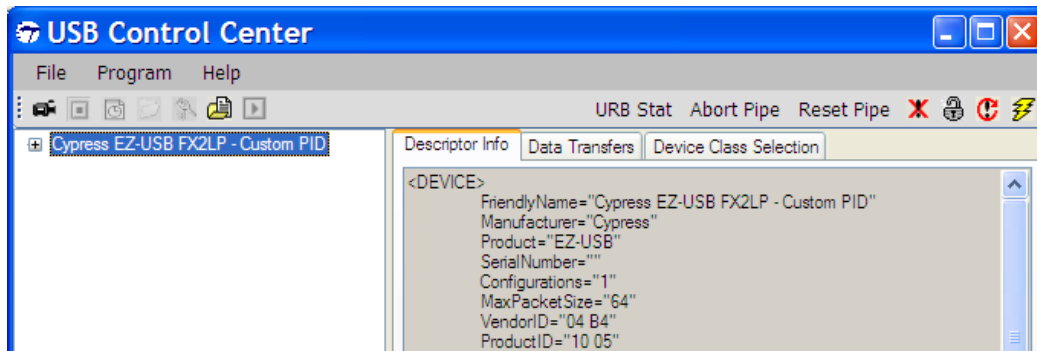 USB Control Center
File Program Help
URB Stat Abort Pipe Reset Pipe
Cypress EZ-USB FX2LP - Custom PID
Descriptor Info Data Transfers Device Class Selection
<DEVICE>
FriendlyName="Cypress EZ-USB FX2LP - Custom PID"
Manufacturer="Cypress"
Product="EZ-USB"
SerialNumber=""
Configurations="1"
MaxPacketSize="64"
VendorID="04 B4"
ProductID="10 05"